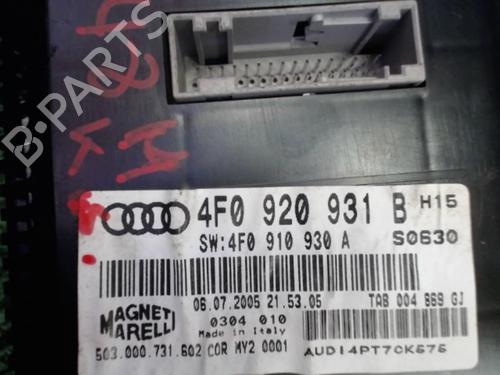 B-PARTS
4F0 920 931 B H15
SW:4F0 910 930 A S0630
06.07.2005 21.53.05 TAB 004 869 GJ
MAGNETI MARELLI
0304 010
Made in Italy
503.000.731.602 COR MY2 0001
AUDI4PT7CK575